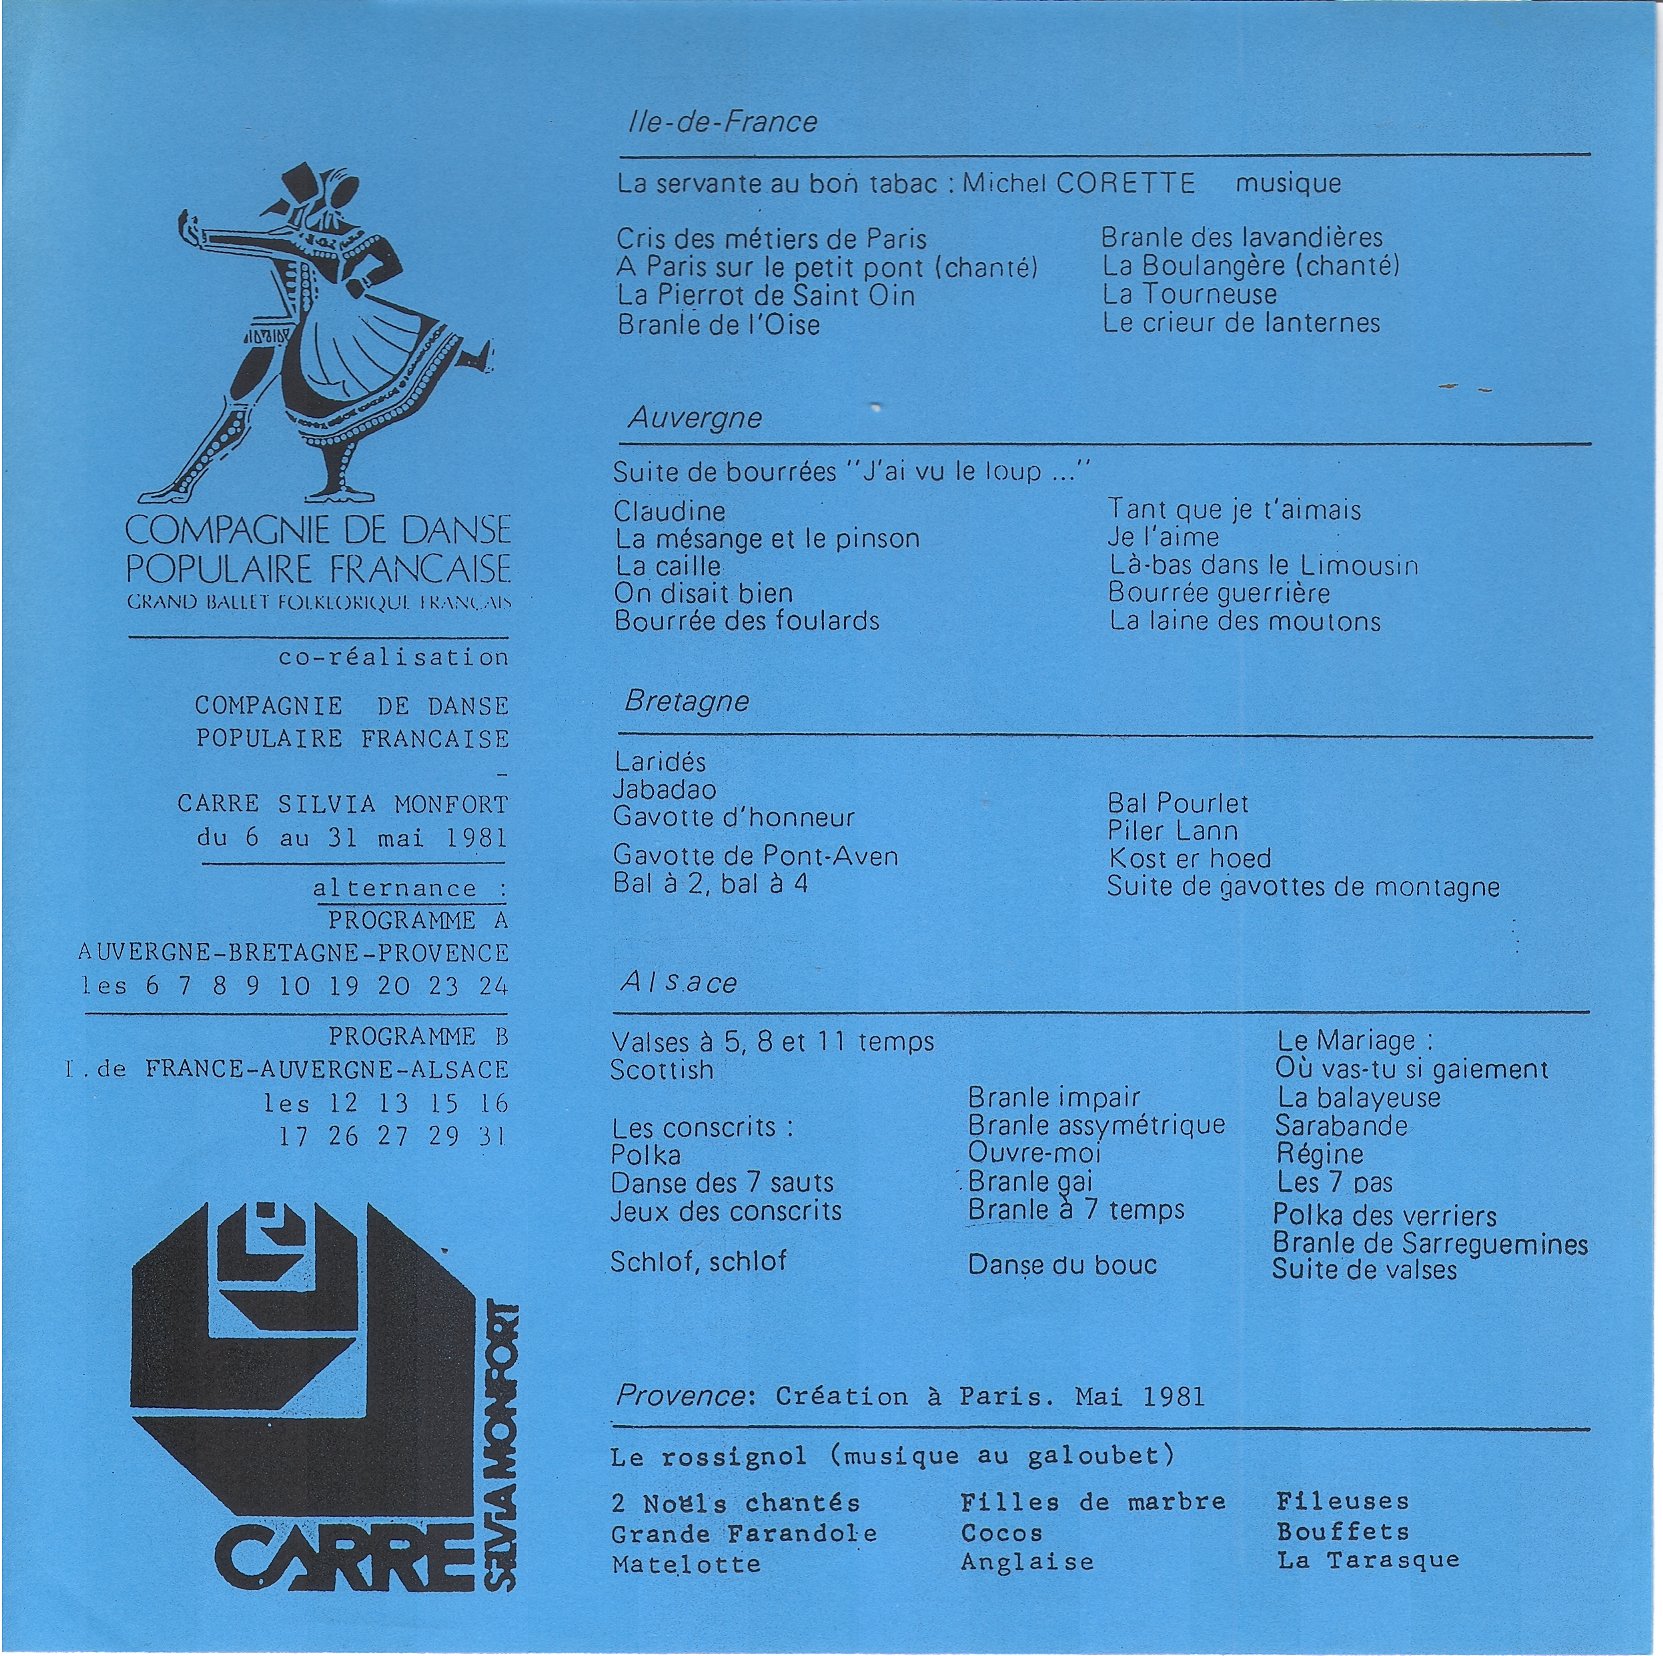 COMPAGNIE DE DANSE
POPULAIRE FRANCAISE
GRAND BALLET FOLKLORIQUE FRANCAIS
co-réalisation
COMPAGNIE DE DANSE
POPULAIRE FRANCAISE
-
CARRE SILVIA MONFORT
du 6 au 31 mai 1981
alternance :
PROGRAMME A
AUVERGNE-BRETAGNE-PROVENCE
les 6 7 8 9 10 19 20 23 24
PROGRAMME B
I.de FRANCE-AUVERGNE-ALSACE
les 12 13 15 16
17 26 27 29 31
CARRE
SILVIA MONFORT
Ile-de-France
La servante au bon tabac : Michel CORETTE musique
Cris des métiers de Paris
A Paris sur le petit pont (chanté)
La Pierrot de Saint Oin
Branle de l'Oise
Branle des lavandières
La Boulangère (chanté)
La Tourneuse
Le crieur de lanternes
Auvergne
Suite de bourrées "J'ai vu le loup ..."
Claudine
La mésange et le pinson
La caille
On disait bien
Bourrée des foulards
Tant que je t'aimais
Je l'aime
Là-bas dans le Limousin
Bourrée guerrière
La laine des moutons
Bretagne
Laridés
Jabadao
Gavotte d'honneur
Gavotte de Pont-Aven
Bal à 2, bal à 4
Bal Pourlet
Piler Lann
Kost er hoed
Suite de gavottes de montagne
Alsace
Valses à 5, 8 et 11 temps
Scottish
Les conscrits :
Polka
Danse des 7 sauts
Jeux des conscrits
Schlof, schlof
Branle impair
Branle assymétrique
Ouvre-moi
Branle gai
Branle à 7 temps
Danse du bouc
Le Mariage :
Où vas-tu si gaiement
La balayeuse
Sarabande
Régine
Les 7 pas
Polka des verriers
Branle de Sarreguemines
Suite de valses
Provence: Création à Paris. Mai 1981
Le rossignol (musique au galoubet)
2 Noëls chantés
Grande Farandole
Matelotte
Filles de marbre
Cocos
Anglaise
Fileuses
Bouffets
La Tarasque